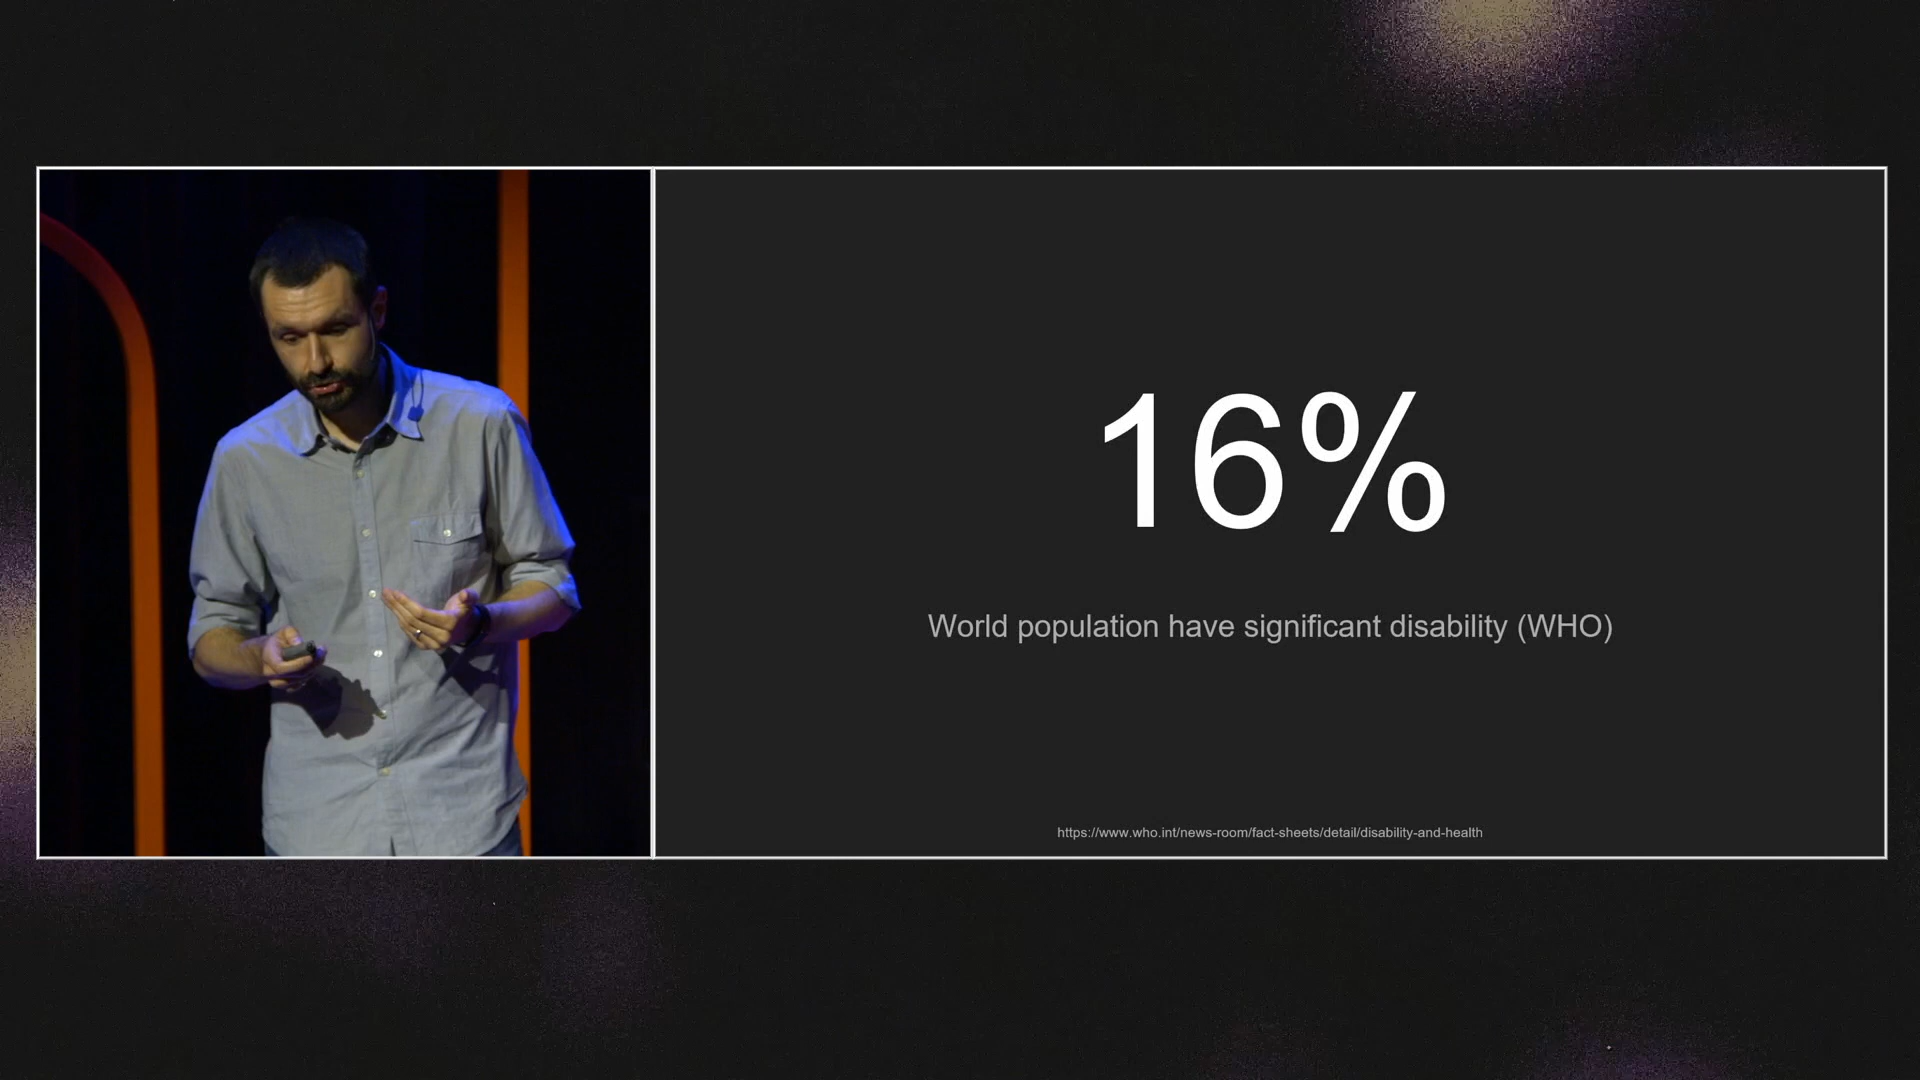 16%
World population have significant disability (WHO)
https://www.who.int/news-room/fact-sheets/detail/disability-and-health